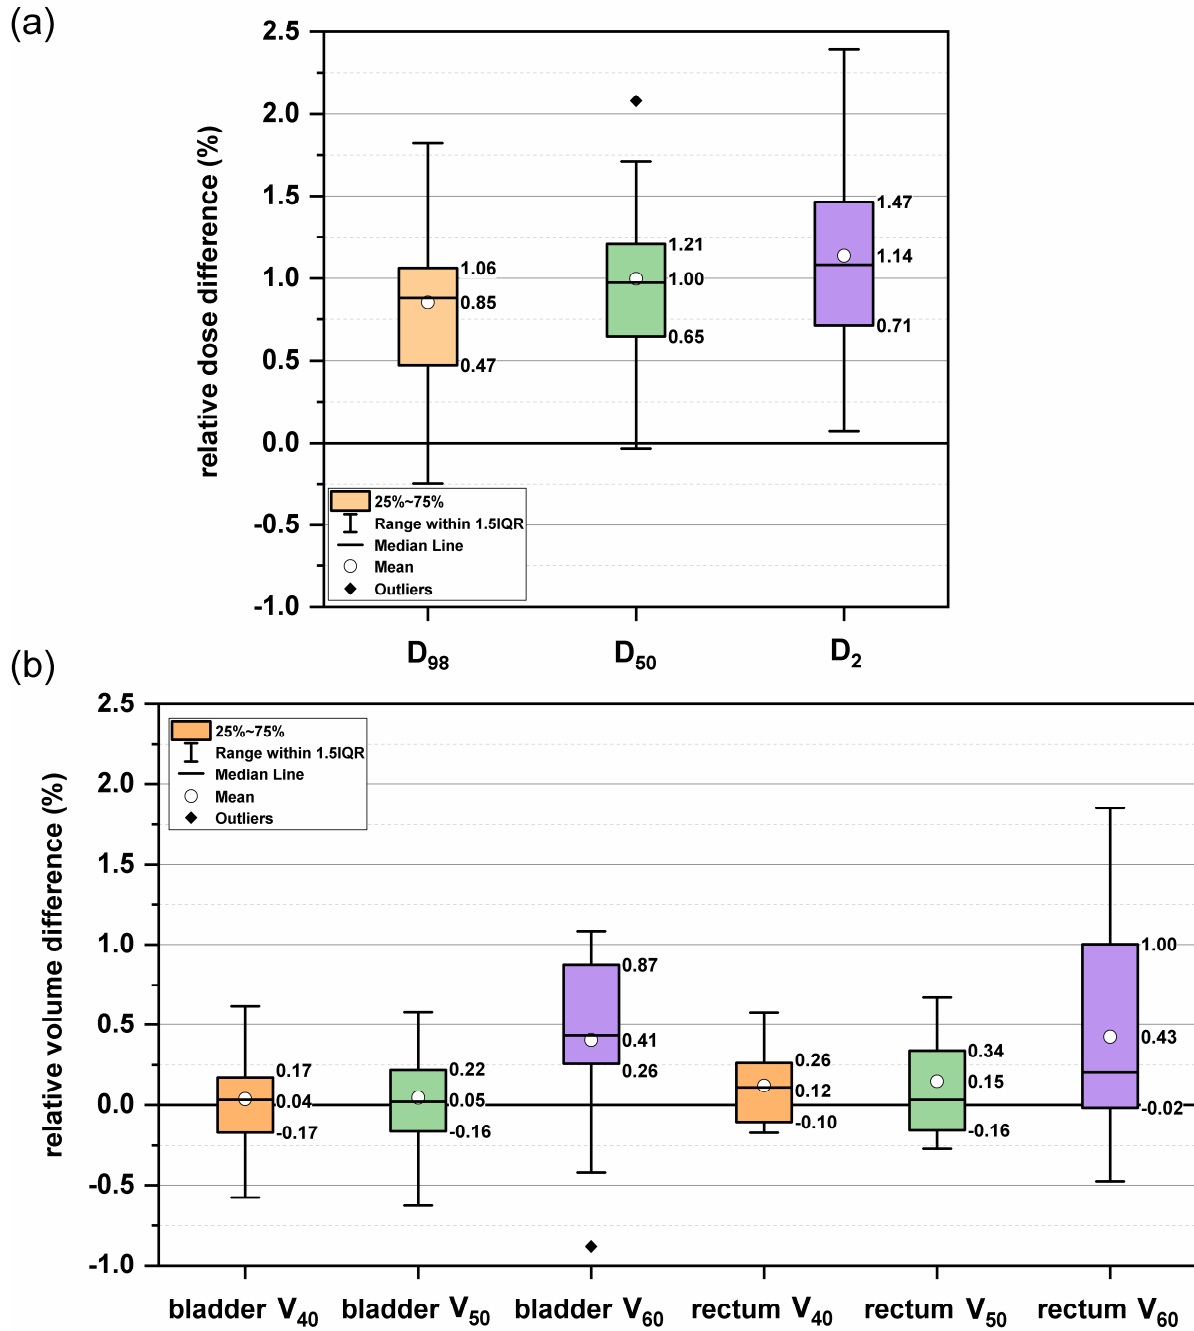 (a)
relative dose difference (%)
2.5
2.0
1.5
1.0
0.5
0.0
-0.5
-1.0
1.06
0.85
0.47
1.21
1.00
0.65
1.47
1.14
0.71
25%~75%
Range within 1.5IQR
Median Line
Mean
Outliers
D98
D50
D2
(b)
relative volume difference (%)
2.5
2.0
1.5
1.0
0.5
0.0
-0.5
-1.0
25%~75%
Range within 1.5IQR
Median Line
Mean
Outliers
0.17
0.04
-0.17
0.22
0.05
-0.16
0.87
0.41
0.26
0.26
0.12
-0.10
0.34
0.15
-0.16
1.00
0.43
-0.02
bladder V40
bladder V50
bladder V60
rectum V40
rectum V50
rectum V60